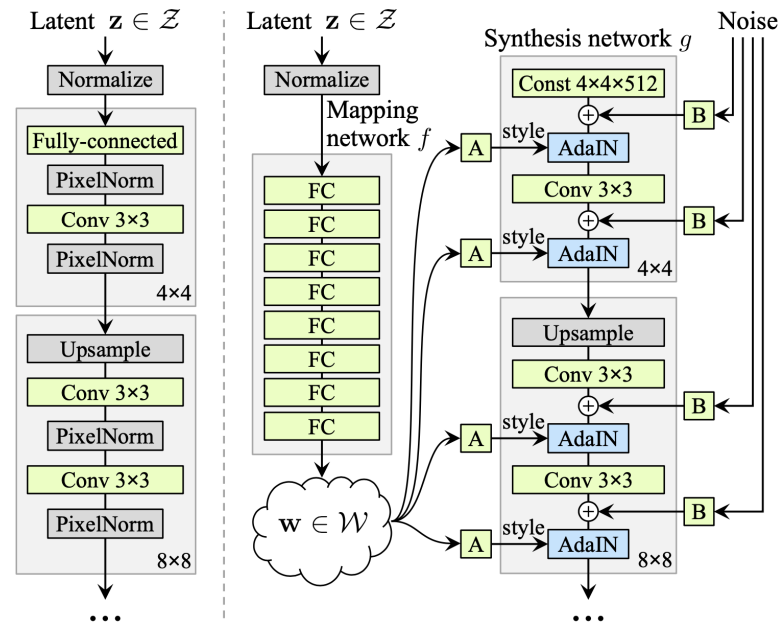 Latent z ∈ 𝒵
Normalize
Fully-connected
PixelNorm
Conv 3×3
PixelNorm
4×4
Upsample
Conv 3×3
PixelNorm
Conv 3×3
PixelNorm
8×8
...
Latent z ∈ 𝒵
Normalize
Mapping
network f
FC
FC
FC
FC
FC
FC
FC
FC
w ∈ 𝒲
Synthesis network g
Noise
Const 4×4×512
+
B
A
style
AdaIN
Conv 3×3
+
B
A
style
AdaIN
4×4
Upsample
Conv 3×3
+
B
A
style
AdaIN
Conv 3×3
+
B
A
style
AdaIN
8×8
...